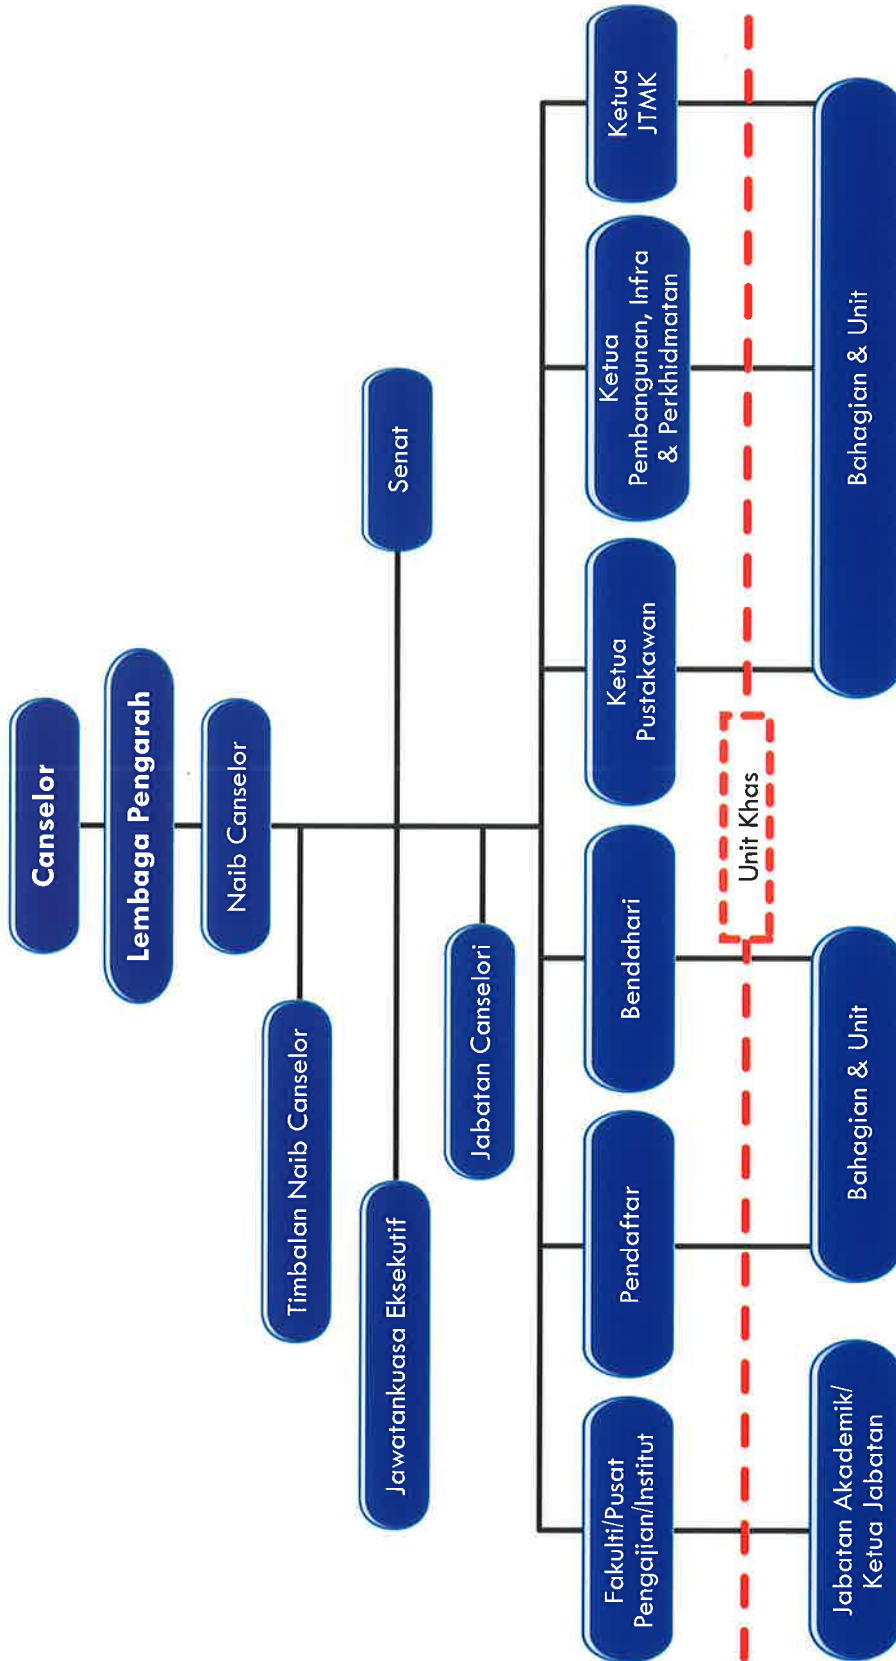 Canselor
Lembaga Pengarah
Naib Canselor
Timbalan Naib Canselor
Jawatankuasa Eksekutif
Senat
Jabatan Canselori
Fakulti/Pusat
Pengajian/Institut
Pendaftar
Bendahari
Ketua
Pustakawan
Ketua
Pembangunan, Infra
& Perkhidmatan
Ketua
JTMK
Unit Khas
Jabatan Akademik/
Ketua Jabatan
Bahagian & Unit
Bahagian & Unit